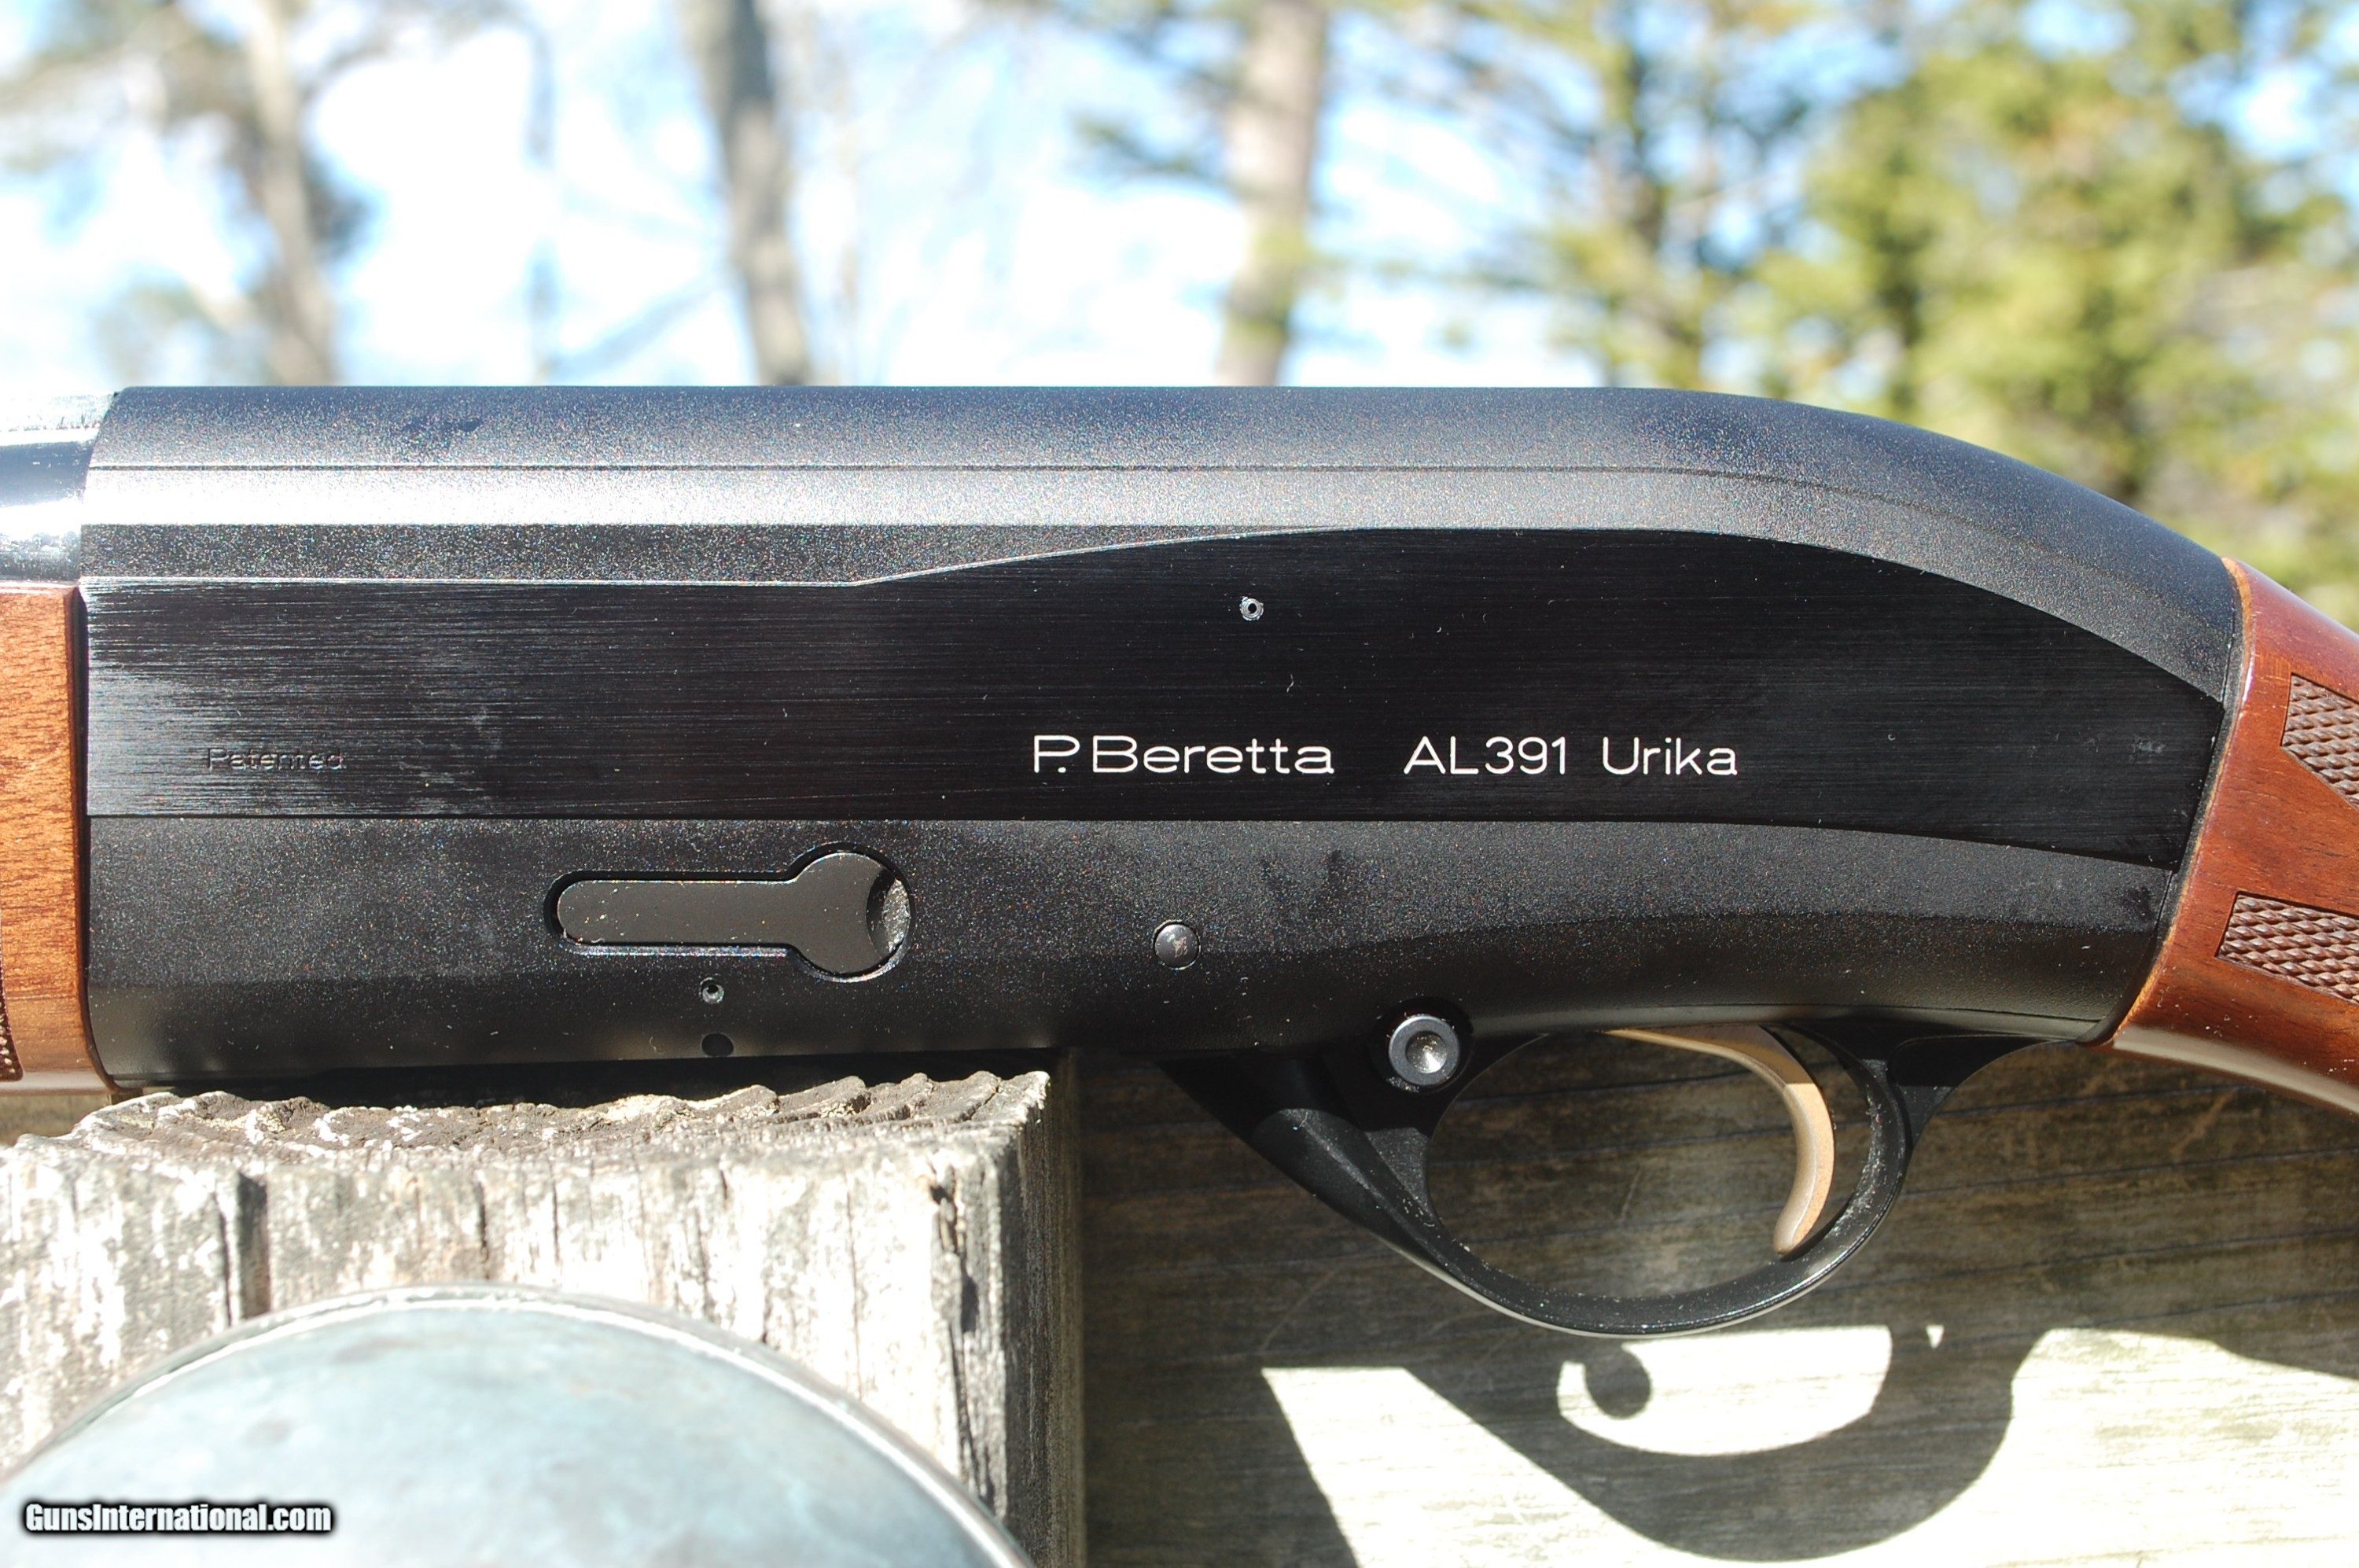 P. Beretta AL391 Urika
Patented
GunsInternational.com